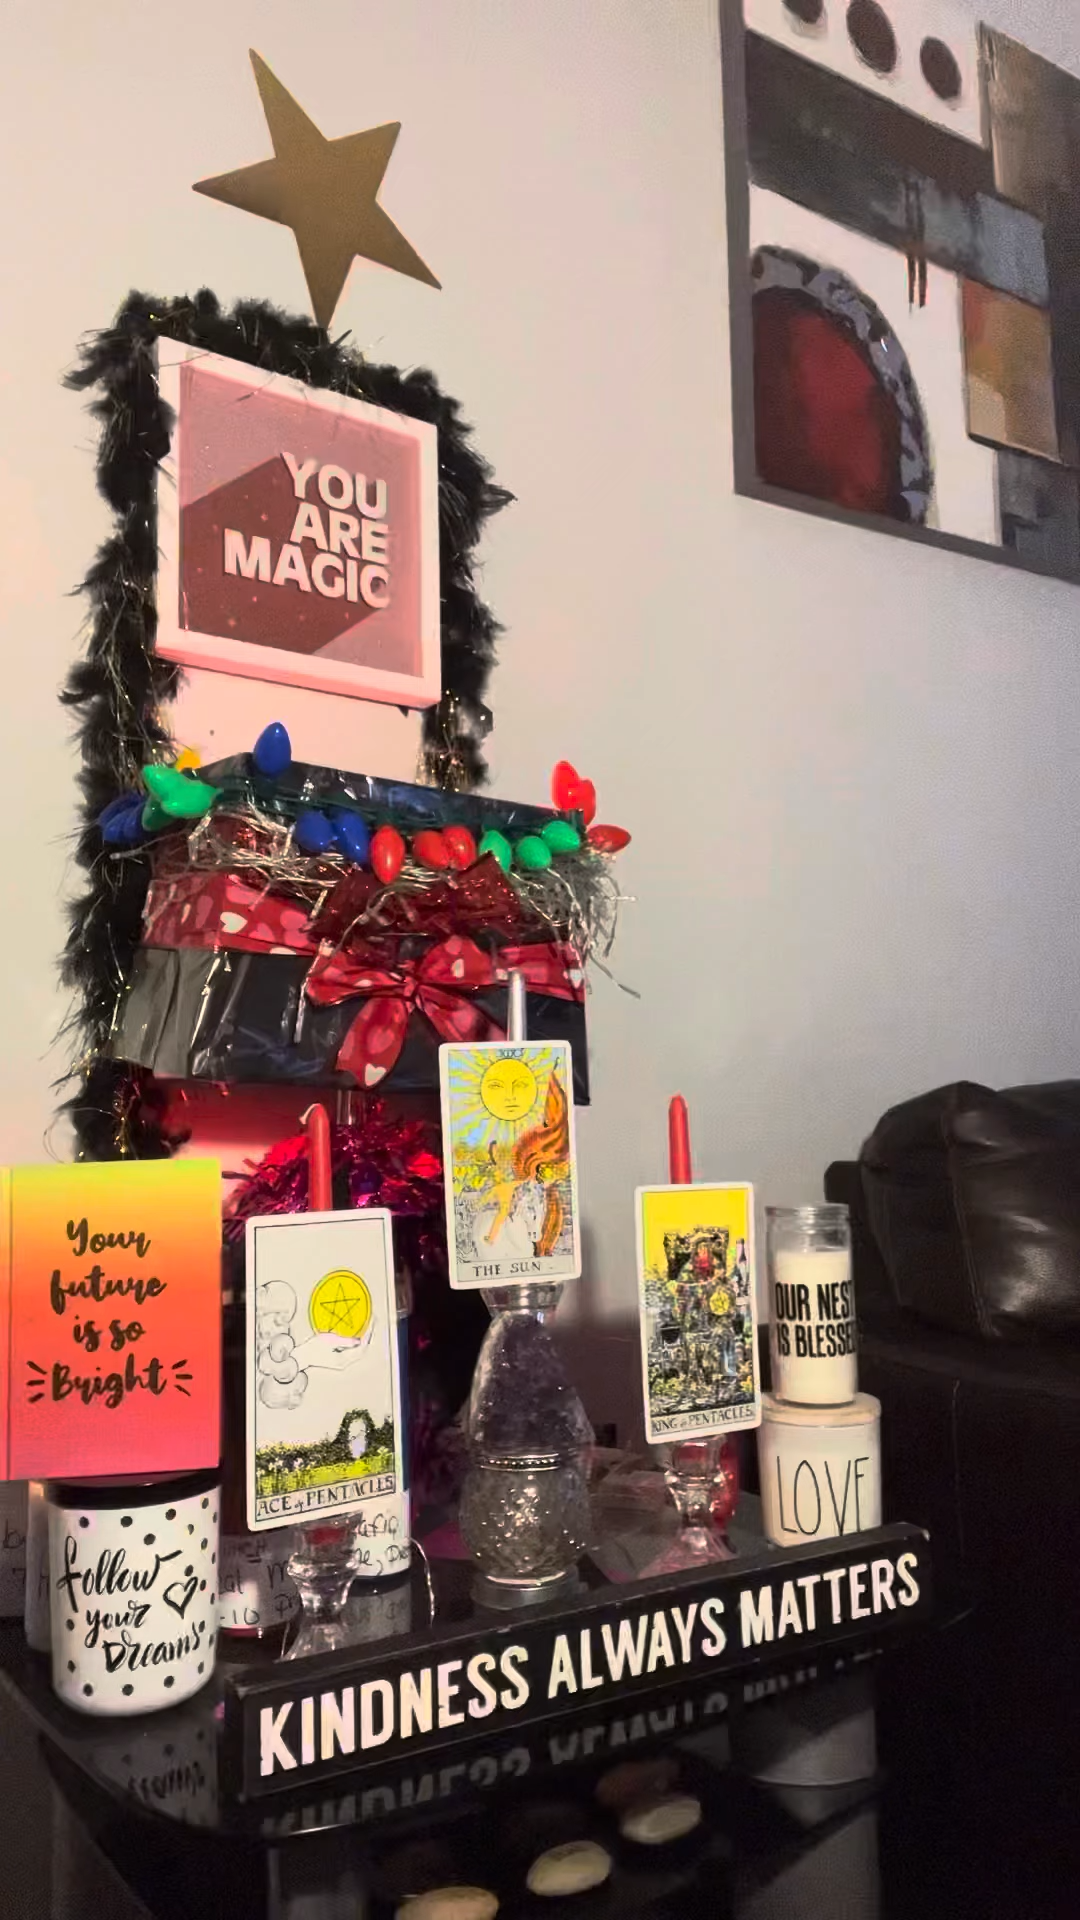 YOU
ARE
MAGIC
XIX
THE SUN
Your
future
is so
Bright
ACE of PENTACLES
KING of PENTACLES
OUR NEST
IS BLESSED
LOVE
follow
your
Dreams
KINDNESS ALWAYS MATTERS